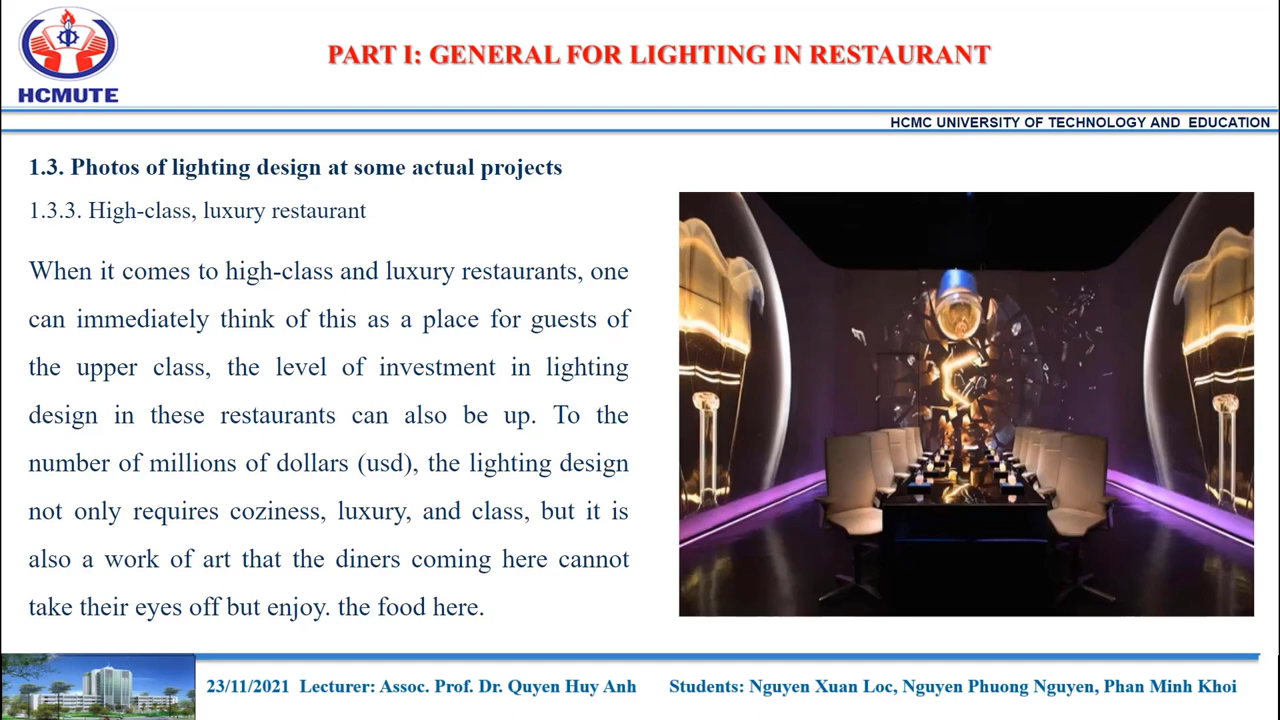 PART I: GENERAL FOR LIGHTING IN RESTAURANT
HCMUTE
HCMC UNIVERSITY OF TECHNOLOGY AND EDUCATION
1.3. Photos of lighting design at some actual projects
1.3.3. High-class, luxury restaurant
When it comes to high-class and luxury restaurants, one
can immediately think of this as a place for guests of
the upper class, the level of investment in lighting
design in these restaurants can also be up. To the
number of millions of dollars (usd), the lighting design
not only requires coziness, luxury, and class, but it is
also a work of art that the diners coming here cannot
take their eyes off but enjoy. the food here.
23/11/2021 Lecturer: Assoc. Prof. Dr. Quyen Huy Anh
Students: Nguyen Xuan Loc, Nguyen Phuong Nguyen, Phan Minh Khoi